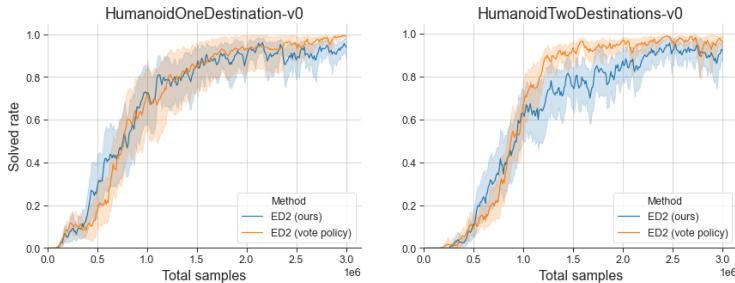 HumanoidOneDestination-v0
Solved rate
1.0
0.8
0.6
0.4
0.2
0.0
0.0 0.5 1.0 1.5 2.0 2.5 3.0
1e6
Total samples
Method
ED2 (ours)
ED2 (vote policy)
HumanoidTwoDestinations-v0
1.0
0.8
0.6
0.4
0.2
0.0
0.0 0.5 1.0 1.5 2.0 2.5 3.0
1e6
Total samples
Method
ED2 (ours)
ED2 (vote policy)